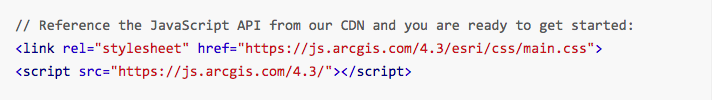 // Reference the JavaScript API from our CDN and you are ready to get started:
<link rel="stylesheet" href="https://js.arcgis.com/4.3/esri/css/main.css">
<script src="https://js.arcgis.com/4.3/"></script>